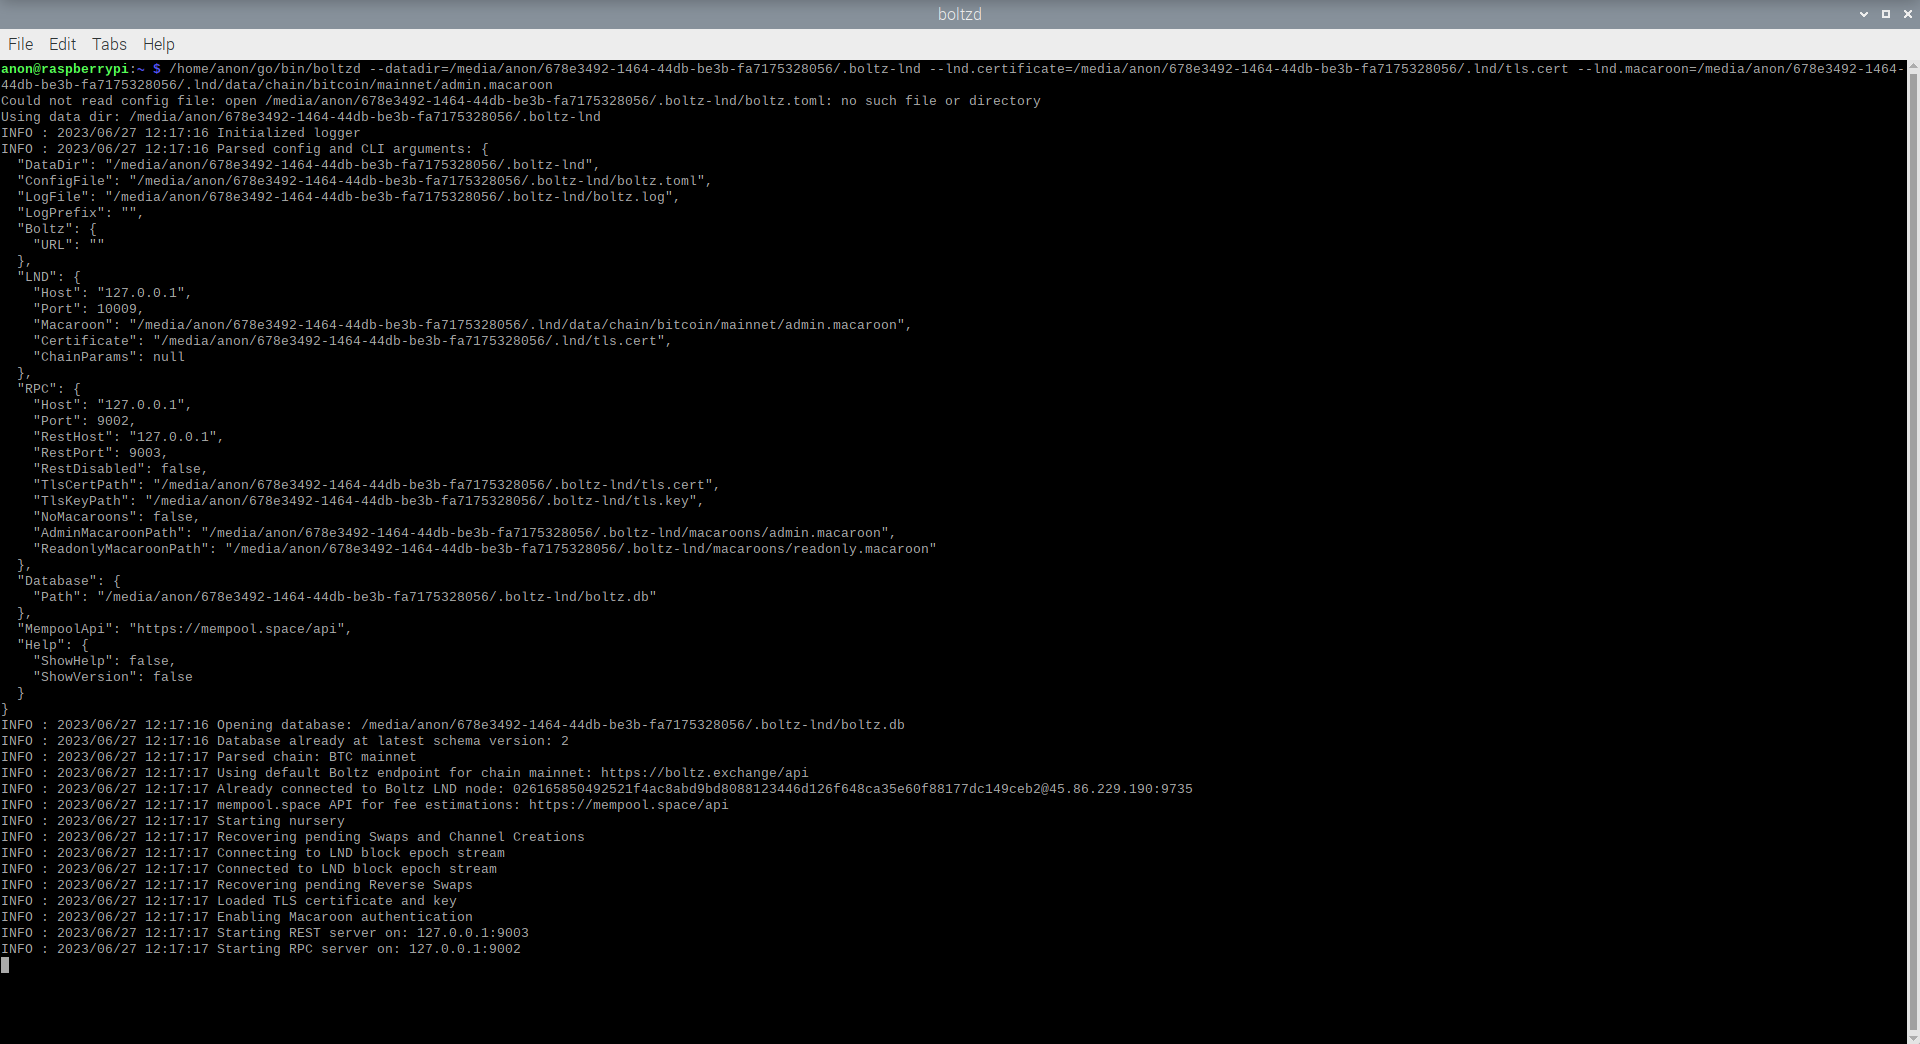 boltzd
File Edit Tabs Help
anon@raspberrypi:~ $ /home/anon/go/bin/boltzd --datadir=/media/anon/678e3492-1464-44db-be3b-fa7175328056/.boltz-lnd --lnd.certificate=/media/anon/678e3492-1464-44db-be3b-fa7175328056/.lnd/tls.cert --lnd.macaroon=/media/anon/678e3492-1464-
44db-be3b-fa7175328056/.lnd/data/chain/bitcoin/mainnet/admin.macaroon
Could not read config file: open /media/anon/678e3492-1464-44db-be3b-fa7175328056/.boltz-lnd/boltz.toml: no such file or directory
Using data dir: /media/anon/678e3492-1464-44db-be3b-fa7175328056/.boltz-lnd
INFO : 2023/06/27 12:17:16 Initialized logger
INFO : 2023/06/27 12:17:16 Parsed config and CLI arguments: {
  "DataDir": "/media/anon/678e3492-1464-44db-be3b-fa7175328056/.boltz-lnd",
  "ConfigFile": "/media/anon/678e3492-1464-44db-be3b-fa7175328056/.boltz-lnd/boltz.toml",
  "LogFile": "/media/anon/678e3492-1464-44db-be3b-fa7175328056/.boltz-lnd/boltz.log",
  "LogPrefix": "",
  "Boltz": {
    "URL": ""
  },
  "LND": {
    "Host": "127.0.0.1",
    "Port": 10009,
    "Macaroon": "/media/anon/678e3492-1464-44db-be3b-fa7175328056/.lnd/data/chain/bitcoin/mainnet/admin.macaroon",
    "Certificate": "/media/anon/678e3492-1464-44db-be3b-fa7175328056/.lnd/tls.cert",
    "ChainParams": null
  },
  "RPC": {
    "Host": "127.0.0.1",
    "Port": 9002,
    "RestHost": "127.0.0.1",
    "RestPort": 9003,
    "RestDisabled": false,
    "TlsCertPath": "/media/anon/678e3492-1464-44db-be3b-fa7175328056/.boltz-lnd/tls.cert",
    "TlsKeyPath": "/media/anon/678e3492-1464-44db-be3b-fa7175328056/.boltz-lnd/tls.key",
    "NoMacaroons": false,
    "AdminMacaroonPath": "/media/anon/678e3492-1464-44db-be3b-fa7175328056/.boltz-lnd/macaroons/admin.macaroon",
    "ReadonlyMacaroonPath": "/media/anon/678e3492-1464-44db-be3b-fa7175328056/.boltz-lnd/macaroons/readonly.macaroon"
  },
  "Database": {
    "Path": "/media/anon/678e3492-1464-44db-be3b-fa7175328056/.boltz-lnd/boltz.db"
  },
  "MempoolApi": "https://mempool.space/api",
  "Help": {
    "ShowHelp": false,
    "ShowVersion": false
  }
}
INFO : 2023/06/27 12:17:16 Opening database: /media/anon/678e3492-1464-44db-be3b-fa7175328056/.boltz-lnd/boltz.db
INFO : 2023/06/27 12:17:16 Database already at latest schema version: 2
INFO : 2023/06/27 12:17:17 Parsed chain: BTC mainnet
INFO : 2023/06/27 12:17:17 Using default Boltz endpoint for chain mainnet: https://boltz.exchange/api
INFO : 2023/06/27 12:17:17 Already connected to Boltz LND node: 026165850492521f4ac8abd9bd8088123446d126f648ca35e60f88177dc149ceb2@45.86.229.190:9735
INFO : 2023/06/27 12:17:17 mempool.space API for fee estimations: https://mempool.space/api
INFO : 2023/06/27 12:17:17 Starting nursery
INFO : 2023/06/27 12:17:17 Recovering pending Swaps and Channel Creations
INFO : 2023/06/27 12:17:17 Connecting to LND block epoch stream
INFO : 2023/06/27 12:17:17 Connected to LND block epoch stream
INFO : 2023/06/27 12:17:17 Recovering pending Reverse Swaps
INFO : 2023/06/27 12:17:17 Loaded TLS certificate and key
INFO : 2023/06/27 12:17:17 Enabling Macaroon authentication
INFO : 2023/06/27 12:17:17 Starting REST server on: 127.0.0.1:9003
INFO : 2023/06/27 12:17:17 Starting RPC server on: 127.0.0.1:9002